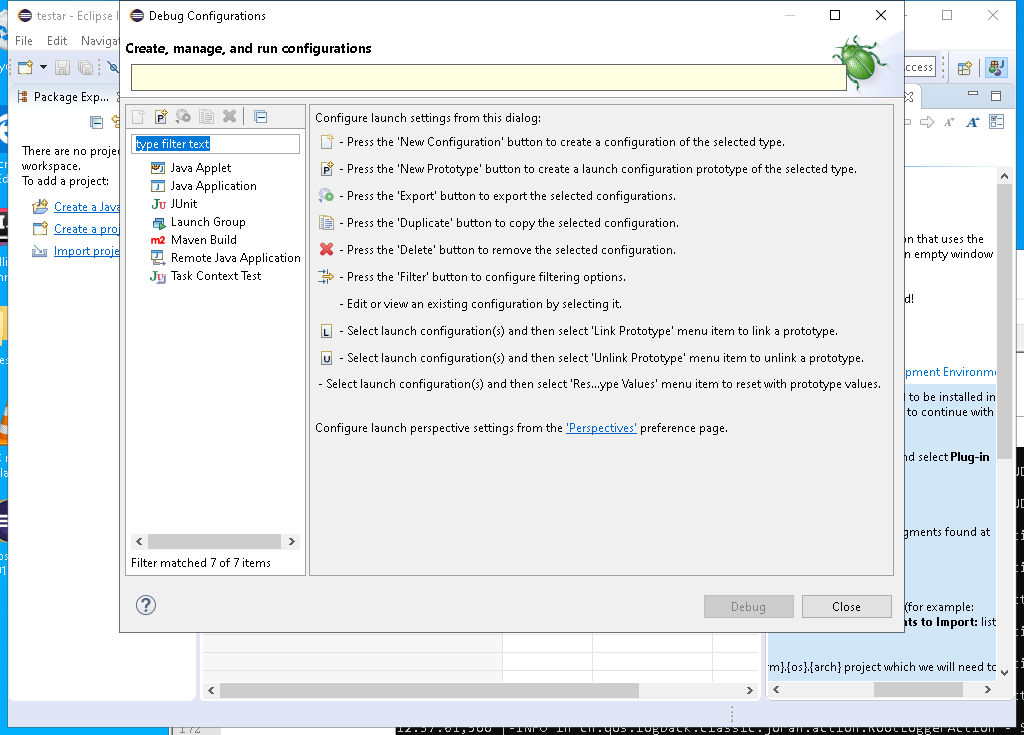 testar - Eclipse I
Debug Configurations
File Edit Navigat
Create, manage, and run configurations
ccess
Package Exp...
type filter text
Java Applet
Java Application
JUnit
Launch Group
Maven Build
Remote Java Application
Task Context Test
Filter matched 7 of 7 items
Configure launch settings from this dialog:
- Press the 'New Configuration' button to create a configuration of the selected type.
- Press the 'New Prototype' button to create a launch configuration prototype of the selected type.
- Press the 'Export' button to export the selected configurations.
- Press the 'Duplicate' button to copy the selected configuration.
- Press the 'Delete' button to remove the selected configuration.
- Press the 'Filter' button to configure filtering options.
- Edit or view an existing configuration by selecting it.
- Select launch configuration(s) and then select 'Link Prototype' menu item to link a prototype.
- Select launch configuration(s) and then select 'Unlink Prototype' menu item to unlink a prototype.
- Select launch configuration(s) and then select 'Res...ype Values' menu item to reset with prototype values.
Configure launch perspective settings from the 'Perspectives' preference page.
Debug
Close
There are no proje
workspace.
To add a project:
Create a Java
Create a proj
Import proje
on that uses the
n empty window
d!
pment Environme
to be installed in
to continue with
nd select Plug-in
gments found at
(for example:
nts to Import: list
rm}.{os}.{arch} project which we will need to
172
12:57:01,566 |-INFO in ch.qos.logback.classic.joran.action.RootLoggerAction - s